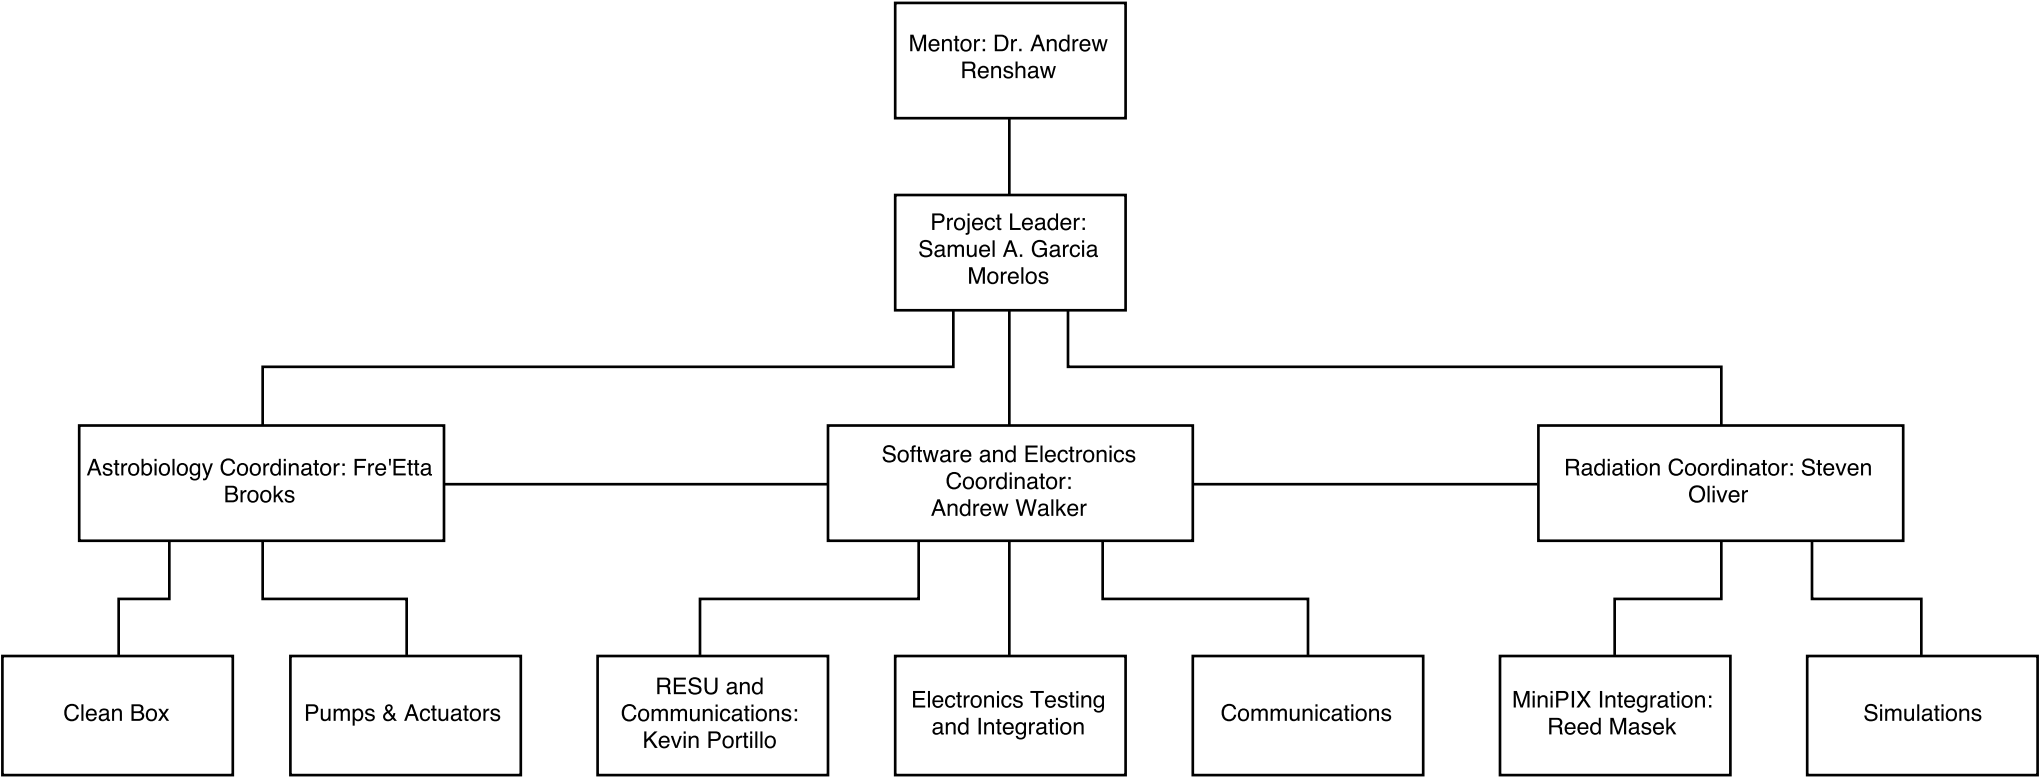 Mentor: Dr. Andrew
Renshaw
Project Leader:
Samuel A. Garcia
Morelos
Astrobiology Coordinator: Fre'Etta
Brooks
Software and Electronics
Coordinator:
Andrew Walker
Radiation Coordinator: Steven
Oliver
Clean Box
Pumps & Actuators
RESU and
Communications:
Kevin Portillo
Electronics Testing
and Integration
Communications
MiniPIX Integration:
Reed Masek
Simulations